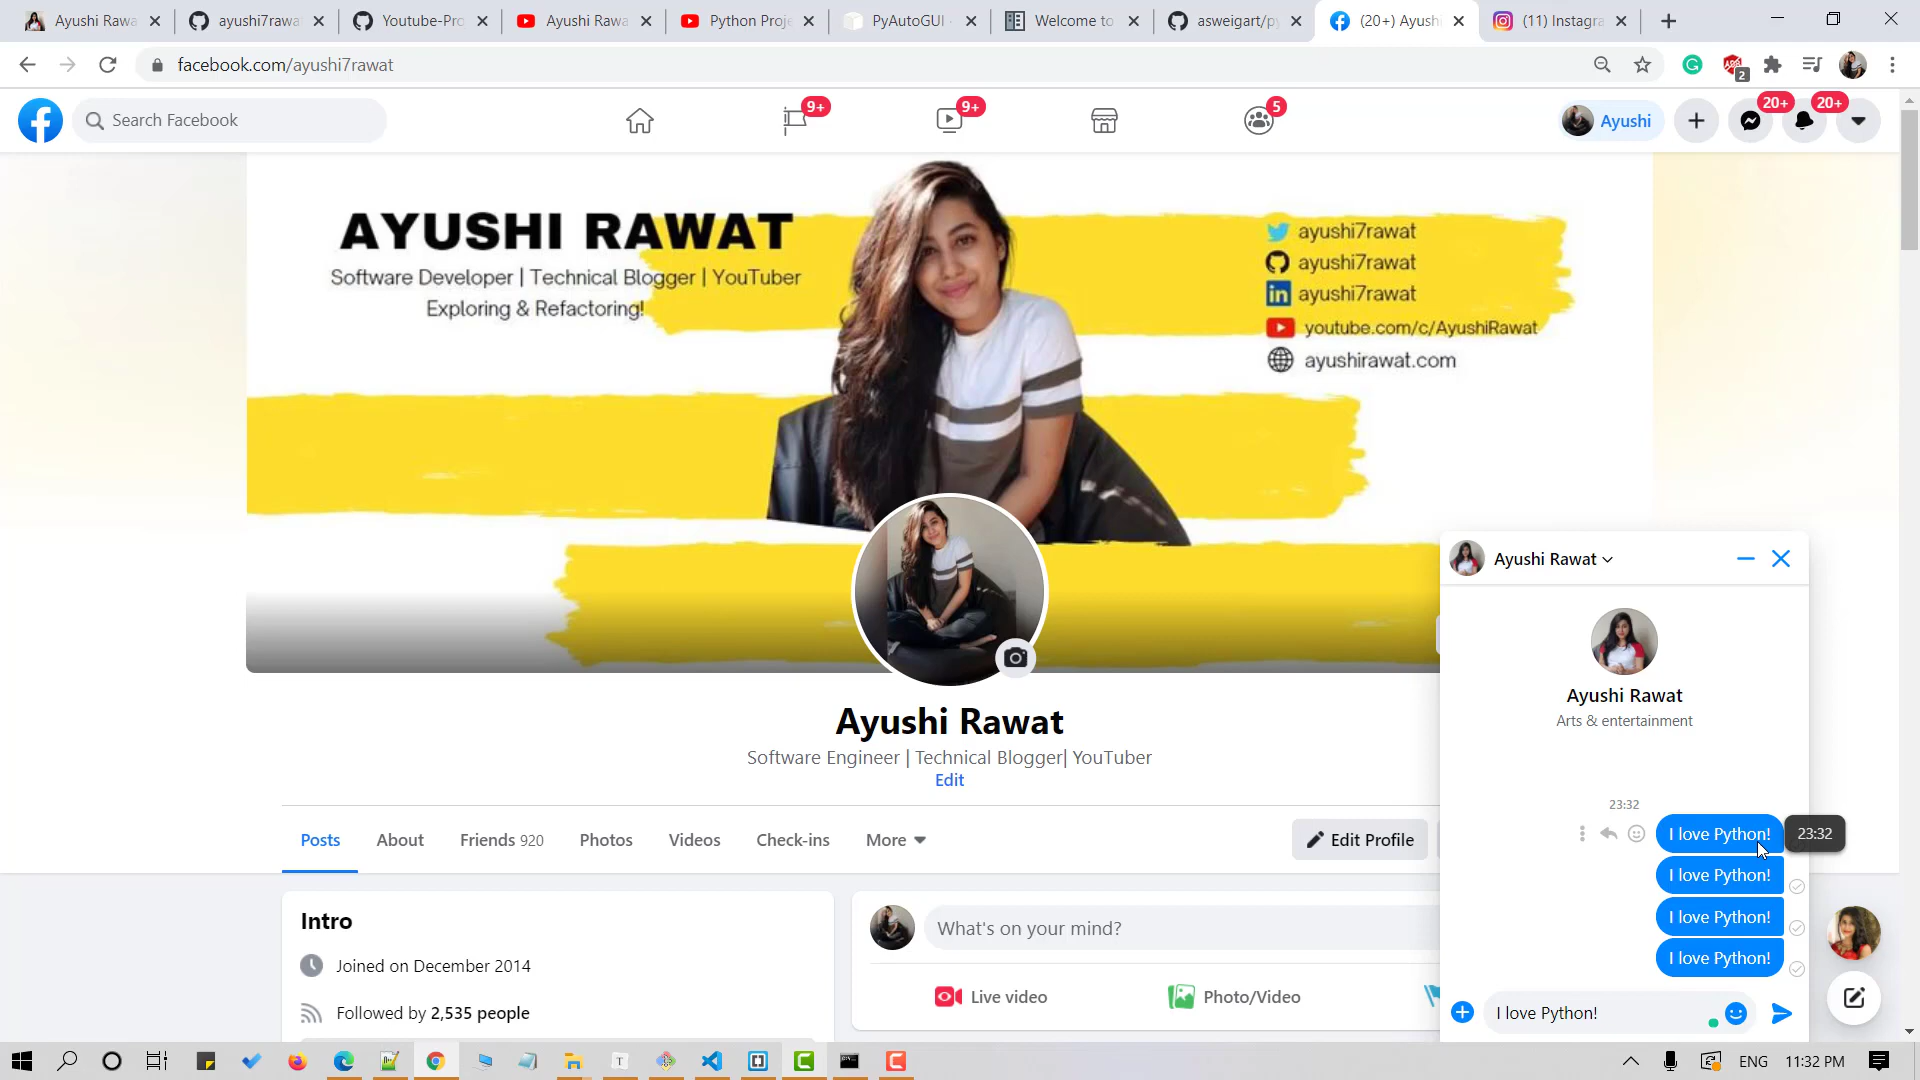 Ayushi Rawa
ayushi7rawa
Youtube-Pro
Ayushi Rawa
Python Proje
PyAutoGUI -
Welcome to
asweigart/py
(20+) Ayushi
(11) Instagra
facebook.com/ayushi7rawat
2
Search Facebook
9+
9+
5
Ayushi
20+
20+
AYUSHI RAWAT
Software Developer | Technical Blogger | YouTuber
Exploring & Refactoring!
ayushi7rawat
ayushi7rawat
in ayushi7rawat
youtube.com/c/AyushiRawat
ayushirawat.com
Ayushi Rawat
Software Engineer | Technical Blogger| YouTuber
Edit
Posts
About
Friends 920
Photos
Videos
Check-ins
More
Edit Profile
Intro
Joined on December 2014
Followed by 2,535 people
What's on your mind?
Live video
Photo/Video
Ayushi Rawat
Ayushi Rawat
Arts & entertainment
23:32
I love Python!
23:32
I love Python!
I love Python!
I love Python!
I love Python!
ENG
11:32 PM